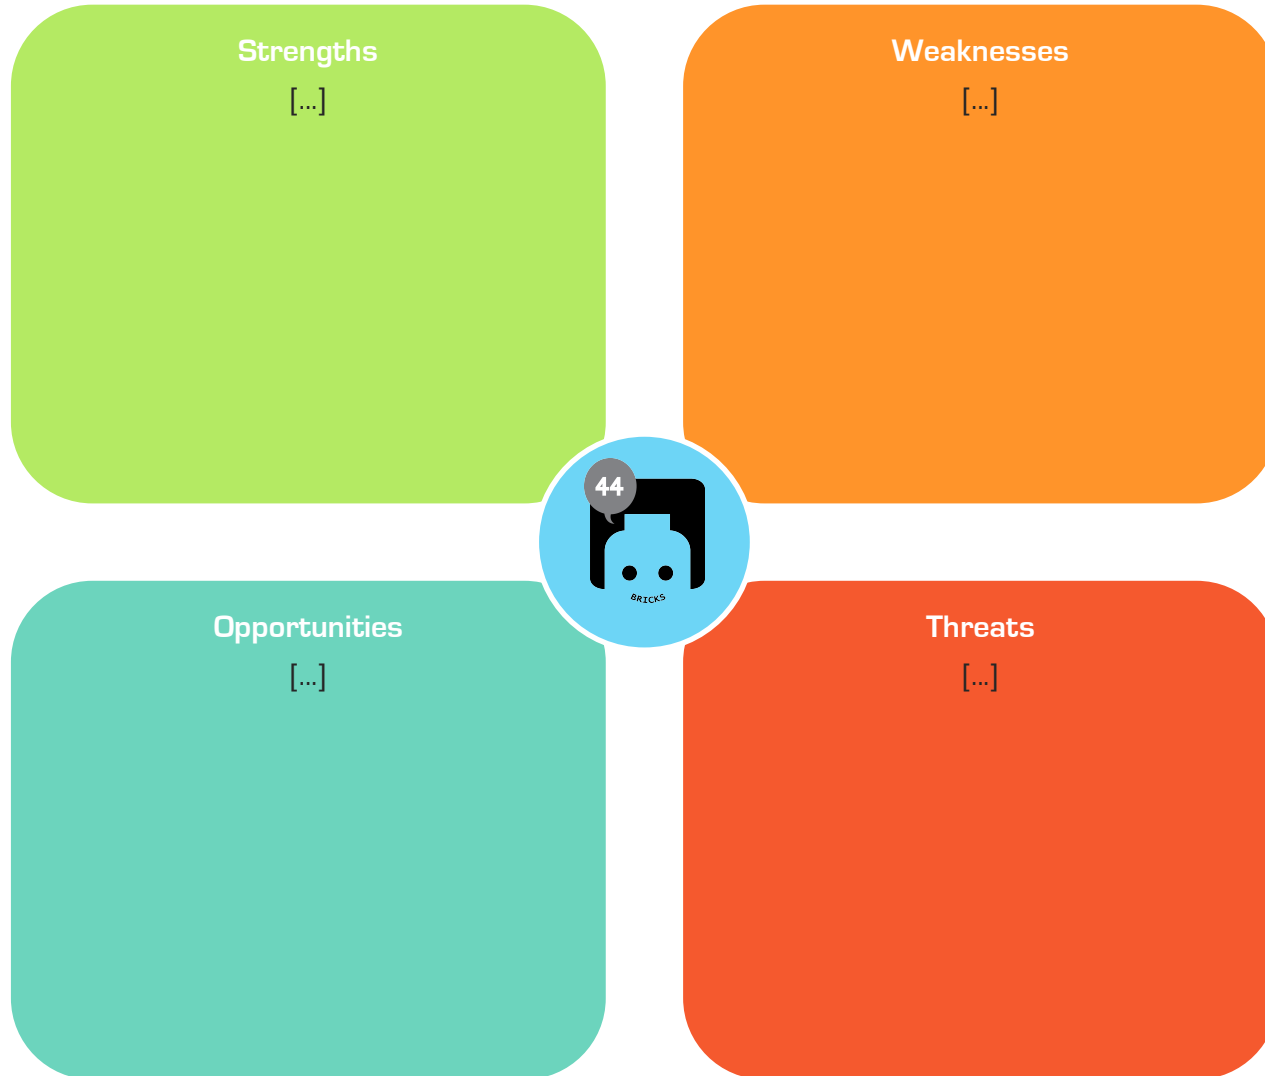 Strengths
[...]
Weaknesses
[...]
44
BRICKS
Opportunities
[...]
Threats
[...]